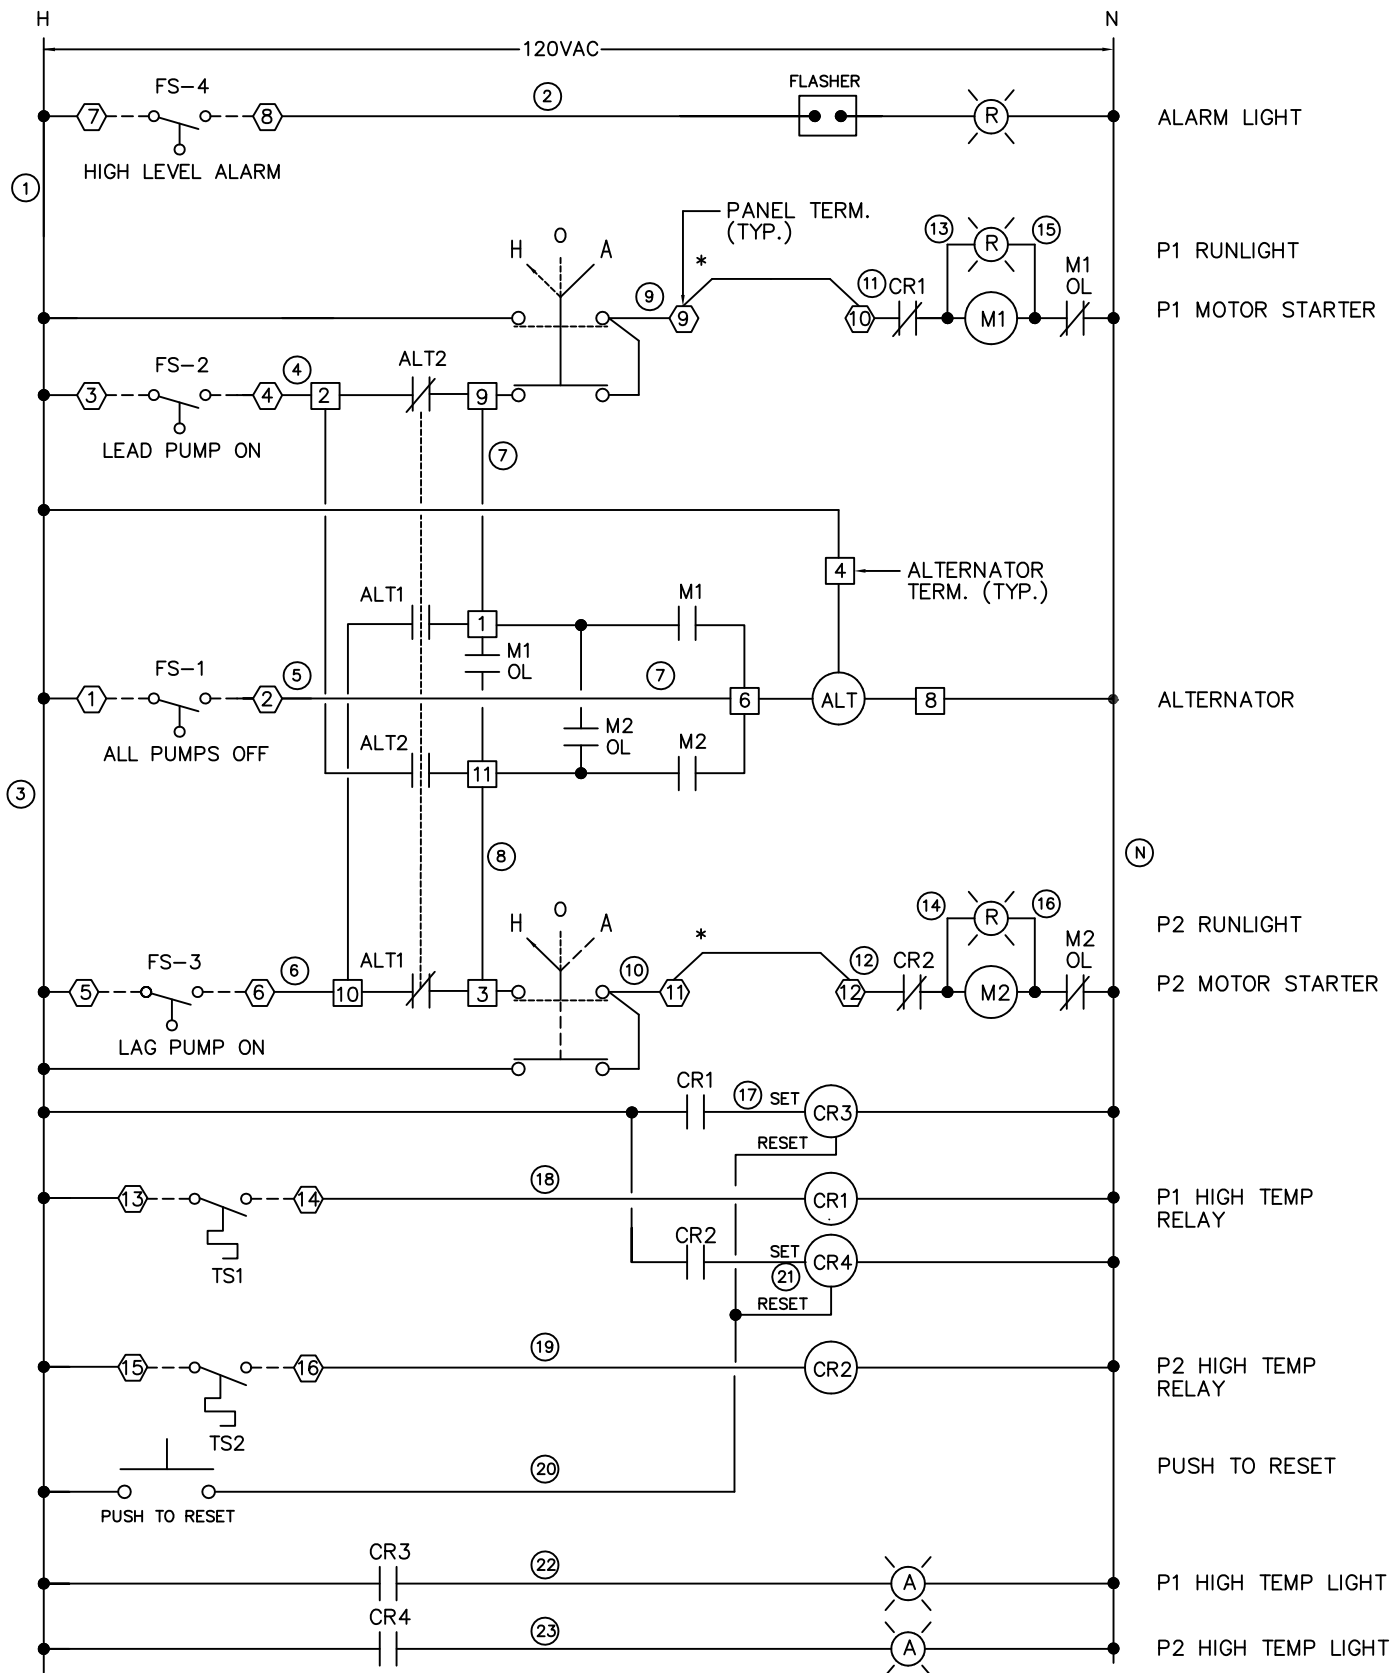 H
N
120VAC
FS-4
7
8
2
FLASHER
R
ALARM LIGHT
HIGH LEVEL ALARM
1
H
O
A
PANEL TERM.
(TYP.)
*
9
9
10
11
CR1
13
R
15
M1
OL
M1
P1 RUNLIGHT
P1 MOTOR STARTER
FS-2
3
4
4
2
ALT2
9
LEAD PUMP ON
7
4
ALTERNATOR
TERM. (TYP.)
ALT1
1
M1
M1
OL
FS-1
1
2
5
7
6
ALT
8
ALTERNATOR
ALL PUMPS OFF
M2
OL
ALT2
11
M2
3
8
N
H
O
A
*
14
R
16
P2 RUNLIGHT
FS-3
5
6
6
10
ALT1
3
10
11
12
12
CR2
M2
M2
OL
P2 MOTOR STARTER
LAG PUMP ON
CR1
17
SET
CR3
RESET
13
14
18
CR1
P1 HIGH TEMP
RELAY
TS1
CR2
SET
21
CR4
RESET
15
16
19
CR2
P2 HIGH TEMP
RELAY
TS2
20
PUSH TO RESET
PUSH TO RESET
CR3
22
A
P1 HIGH TEMP LIGHT
CR4
23
A
P2 HIGH TEMP LIGHT